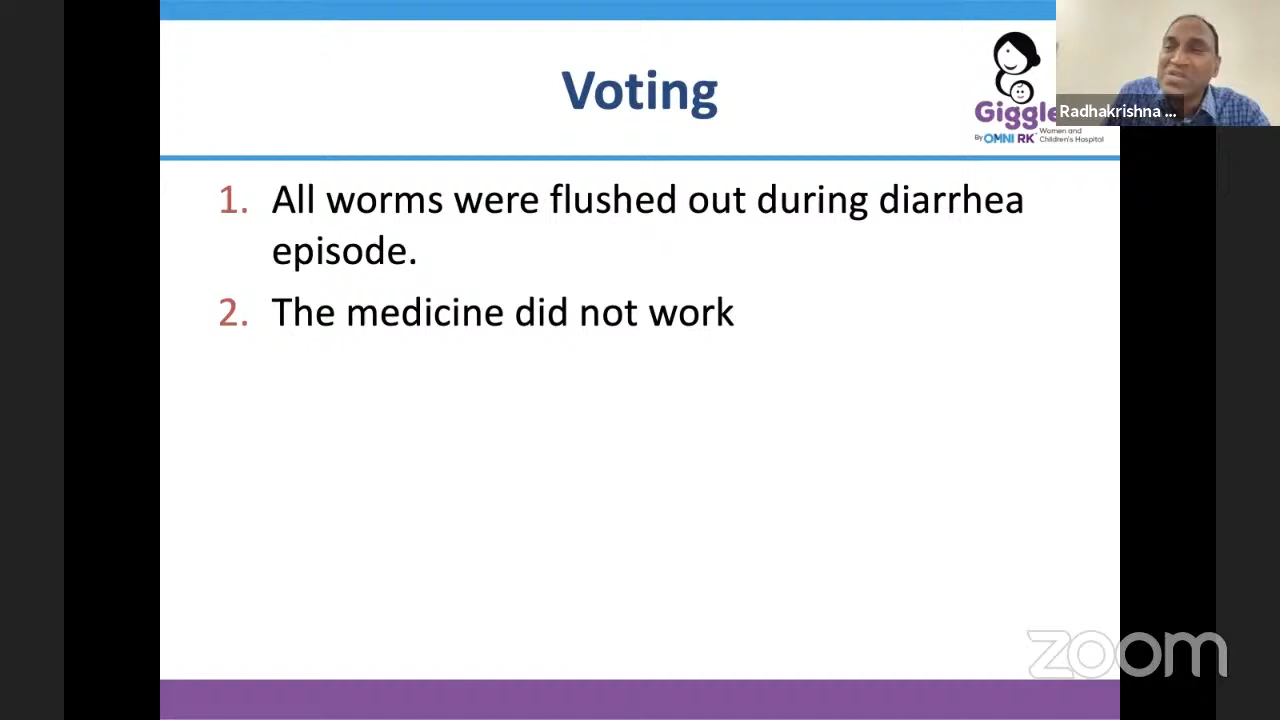 Voting
Giggle
By OMNI RK
Women and
Children's Hospital
Radhakrishna ...
1. All worms were flushed out during diarrhea
episode.
2. The medicine did not work
zoom